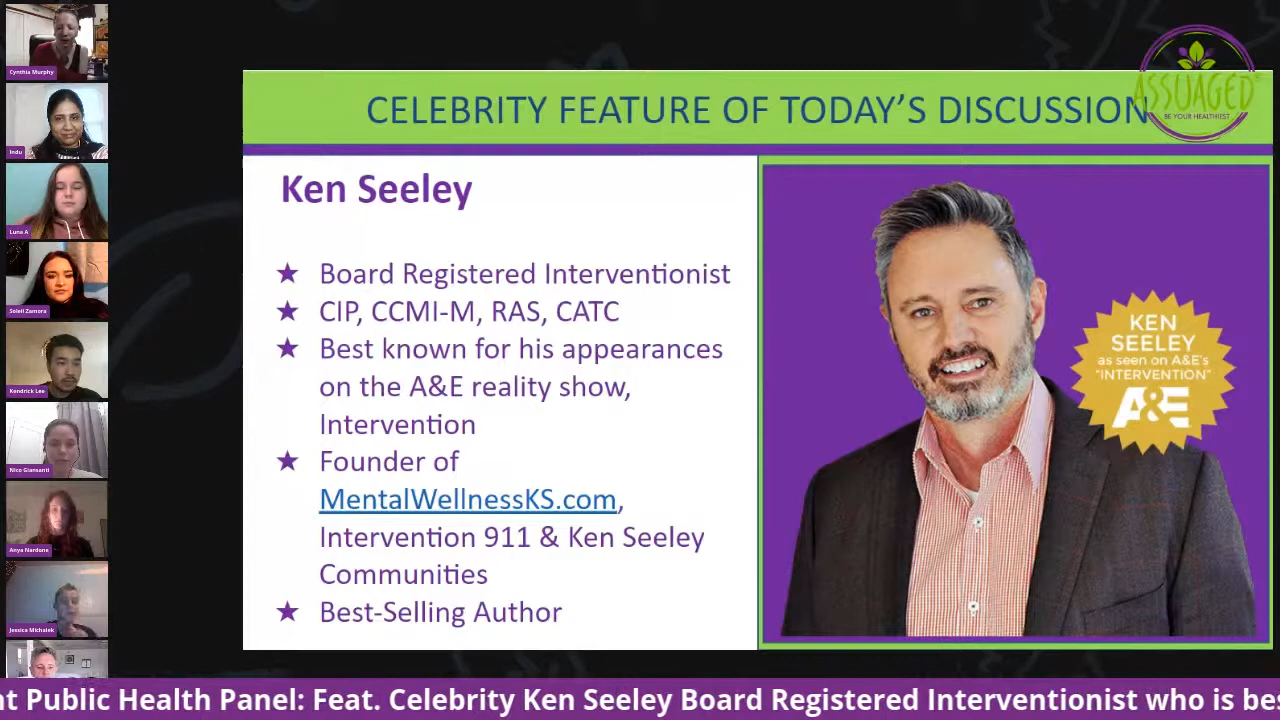 Cynthia Murphy
Indu
Luna A
Soleil Zamora
Kendrick Lee
Nico Giansanti
Anya Nardone
Jessica Michalek
CELEBRITY FEATURE OF TODAY'S DISCUSSION
ASSUAGED
BE YOUR HEALTHIEST
Ken Seeley
★ Board Registered Interventionist
★ CIP, CCMI-M, RAS, CATC
★ Best known for his appearances
on the A&E reality show,
Intervention
★ Founder of
MentalWellnessKS.com,
Intervention 911 & Ken Seeley
Communities
★ Best-Selling Author
KEN
SEELEY
as seen on A&E's
"INTERVENTION"
A&E
nt Public Health Panel: Feat. Celebrity Ken Seeley Board Registered Interventionist who is bes